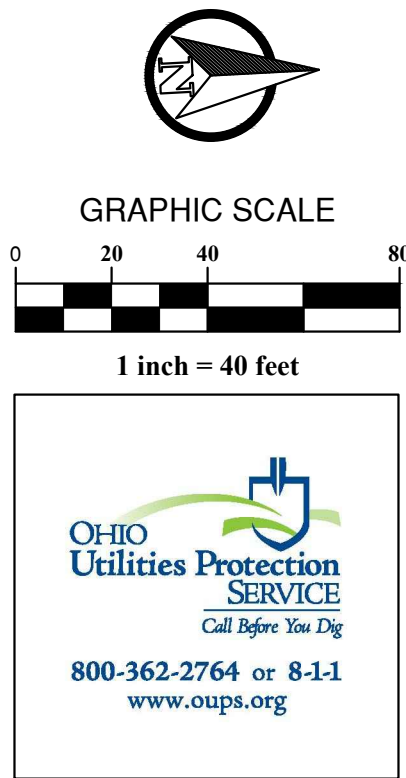 N
GRAPHIC SCALE
0 20 40 80
1 inch = 40 feet
OHIO
Utilities Protection
SERVICE
Call Before You Dig
800-362-2764 or 8-1-1
www.oups.org